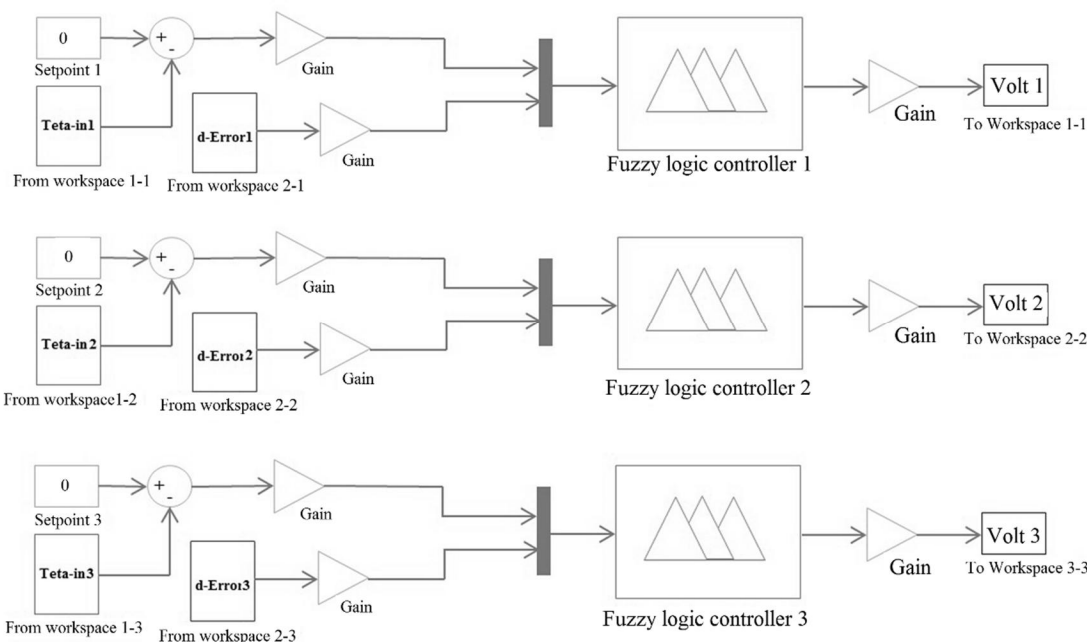 0
+
-
Setpoint 1
Gain
Teta-in1
d-Error1
Gain
From workspace 1-1
From workspace 2-1
Fuzzy logic controller 1
Gain
Volt 1
To Workspace 1-1
0
+
-
Setpoint 2
Gain
Teta-in2
d-Error2
Gain
From workspace1-2
From workspace 2-2
Fuzzy logic controller 2
Gain
Volt 2
To Workspace 2-2
0
+
-
Setpoint 3
Gain
Teta-in3
d-Error3
Gain
From workspace 1-3
From workspace 2-3
Fuzzy logic controller 3
Gain
Volt 3
To Workspace 3-3